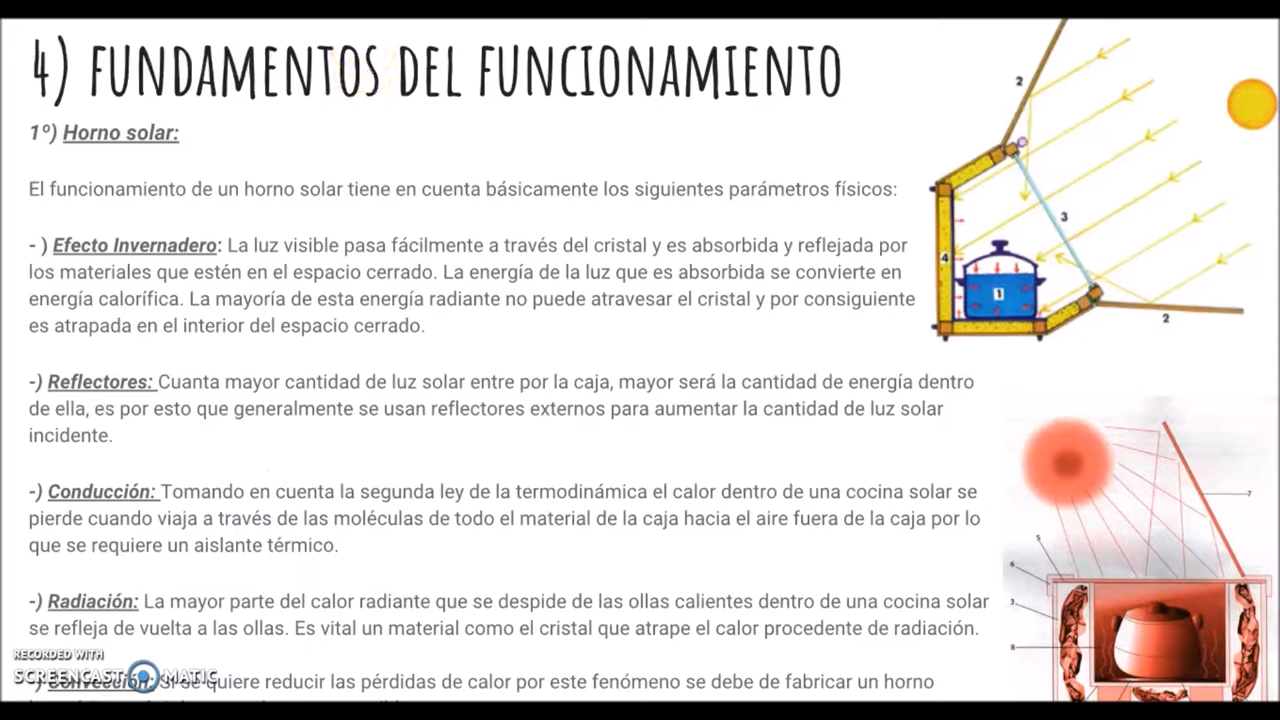 4) FUNDAMENTOS DEL FUNCIONAMIENTO
1º) Horno solar:
El funcionamiento de un horno solar tiene en cuenta básicamente los siguientes parámetros físicos:
- ) Efecto Invernadero: La luz visible pasa fácilmente a través del cristal y es absorbida y reflejada por
los materiales que estén en el espacio cerrado. La energía de la luz que es absorbida se convierte en
energía calorífica. La mayoría de esta energía radiante no puede atravesar el cristal y por consiguiente
es atrapada en el interior del espacio cerrado.
-) Reflectores: Cuanta mayor cantidad de luz solar entre por la caja, mayor será la cantidad de energía dentro
de ella, es por esto que generalmente se usan reflectores externos para aumentar la cantidad de luz solar
incidente.
-) Conducción: Tomando en cuenta la segunda ley de la termodinámica el calor dentro de una cocina solar se
pierde cuando viaja a través de las moléculas de todo el material de la caja hacia el aire fuera de la caja por lo
que se requiere un aislante térmico.
-) Radiación: La mayor parte del calor radiante que se despide de las ollas calientes dentro de una cocina solar
se refleja de vuelta a las ollas. Es vital un material como el cristal que atrape el calor procedente de radiación.
-) Convección: Si se quiere reducir las pérdidas de calor por este fenómeno se debe de fabricar un horno
RECORDED WITH
SCREENCAST MATIC
2
3
4
1
2
7
5
6
3
8